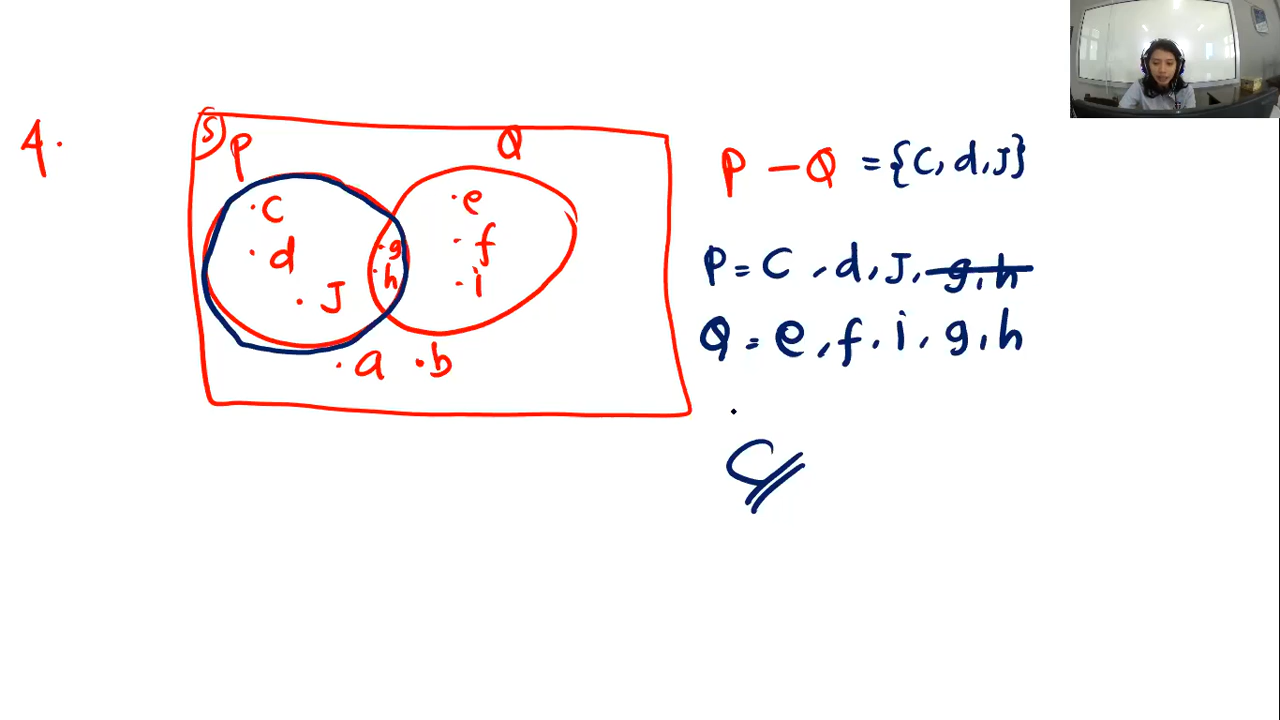 4.
S P Q
P - Q = {C, d, J}
· C
· d
· J
· g
· h
· e
· f
· i
· a · b
P = C, d, J, g, h
Q = e, f, i, g, h
C